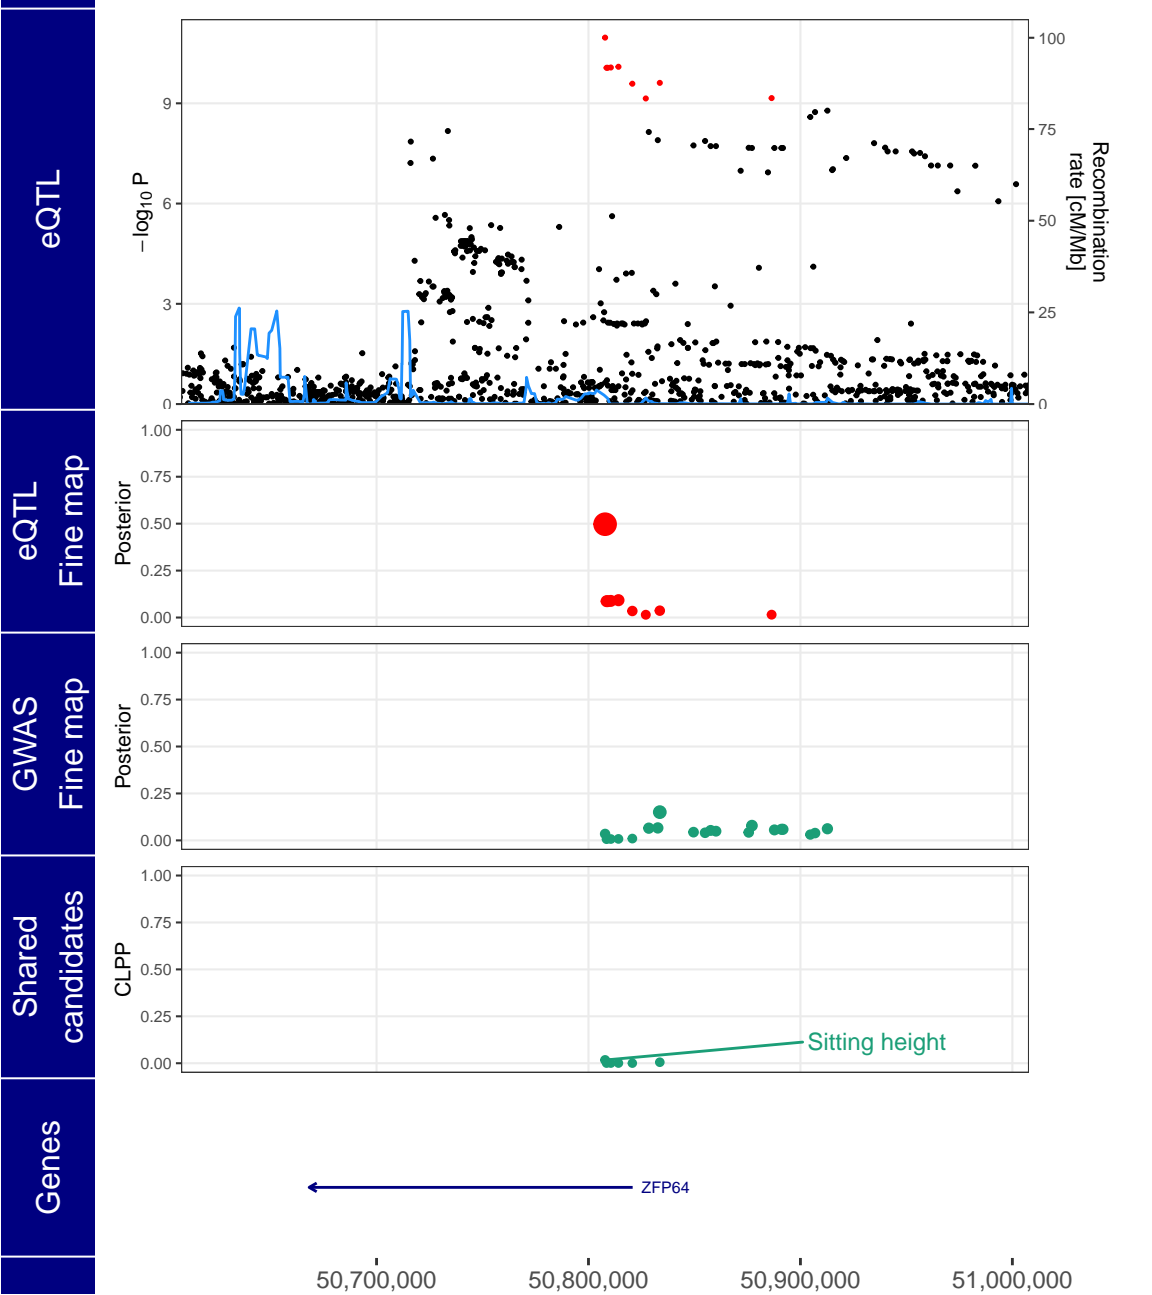 eQTL
−log10 P
9
6
3
0
100
75
50
25
0
Recombination
rate [cM/Mb]
eQTL
Fine map
Posterior
1.00
0.75
0.50
0.25
0.00
GWAS
Fine map
Posterior
1.00
0.75
0.50
0.25
0.00
Shared
candidates
CLPP
1.00
0.75
0.50
0.25
0.00
Sitting height
Genes
ZFP64
50,700,000
50,800,000
50,900,000
51,000,000